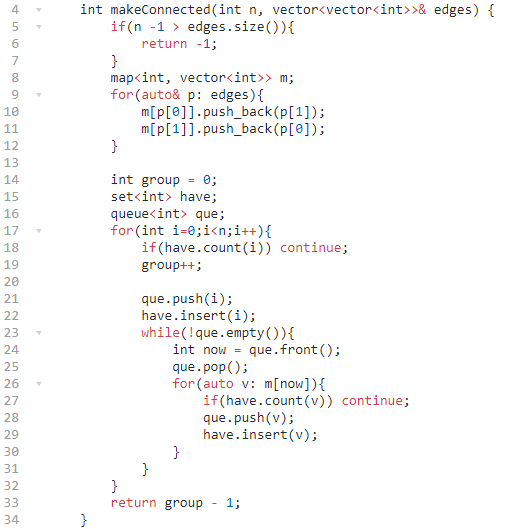 4 int makeConnected(int n, vector<vector<int>>& edges) {
5 if(n -1 > edges.size()){
6 return -1;
7 }
8 map<int, vector<int>> m;
9 for(auto& p: edges){
10 m[p[0]].push_back(p[1]);
11 m[p[1]].push_back(p[0]);
12 }
13
14 int group = 0;
15 set<int> have;
16 queue<int> que;
17 for(int i=0;i<n;i++){
18 if(have.count(i)) continue;
19 group++;
20
21 que.push(i);
22 have.insert(i);
23 while(!que.empty()){
24 int now = que.front();
25 que.pop();
26 for(auto v: m[now]){
27 if(have.count(v)) continue;
28 que.push(v);
29 have.insert(v);
30 }
31 }
32 }
33 return group - 1;
34 }